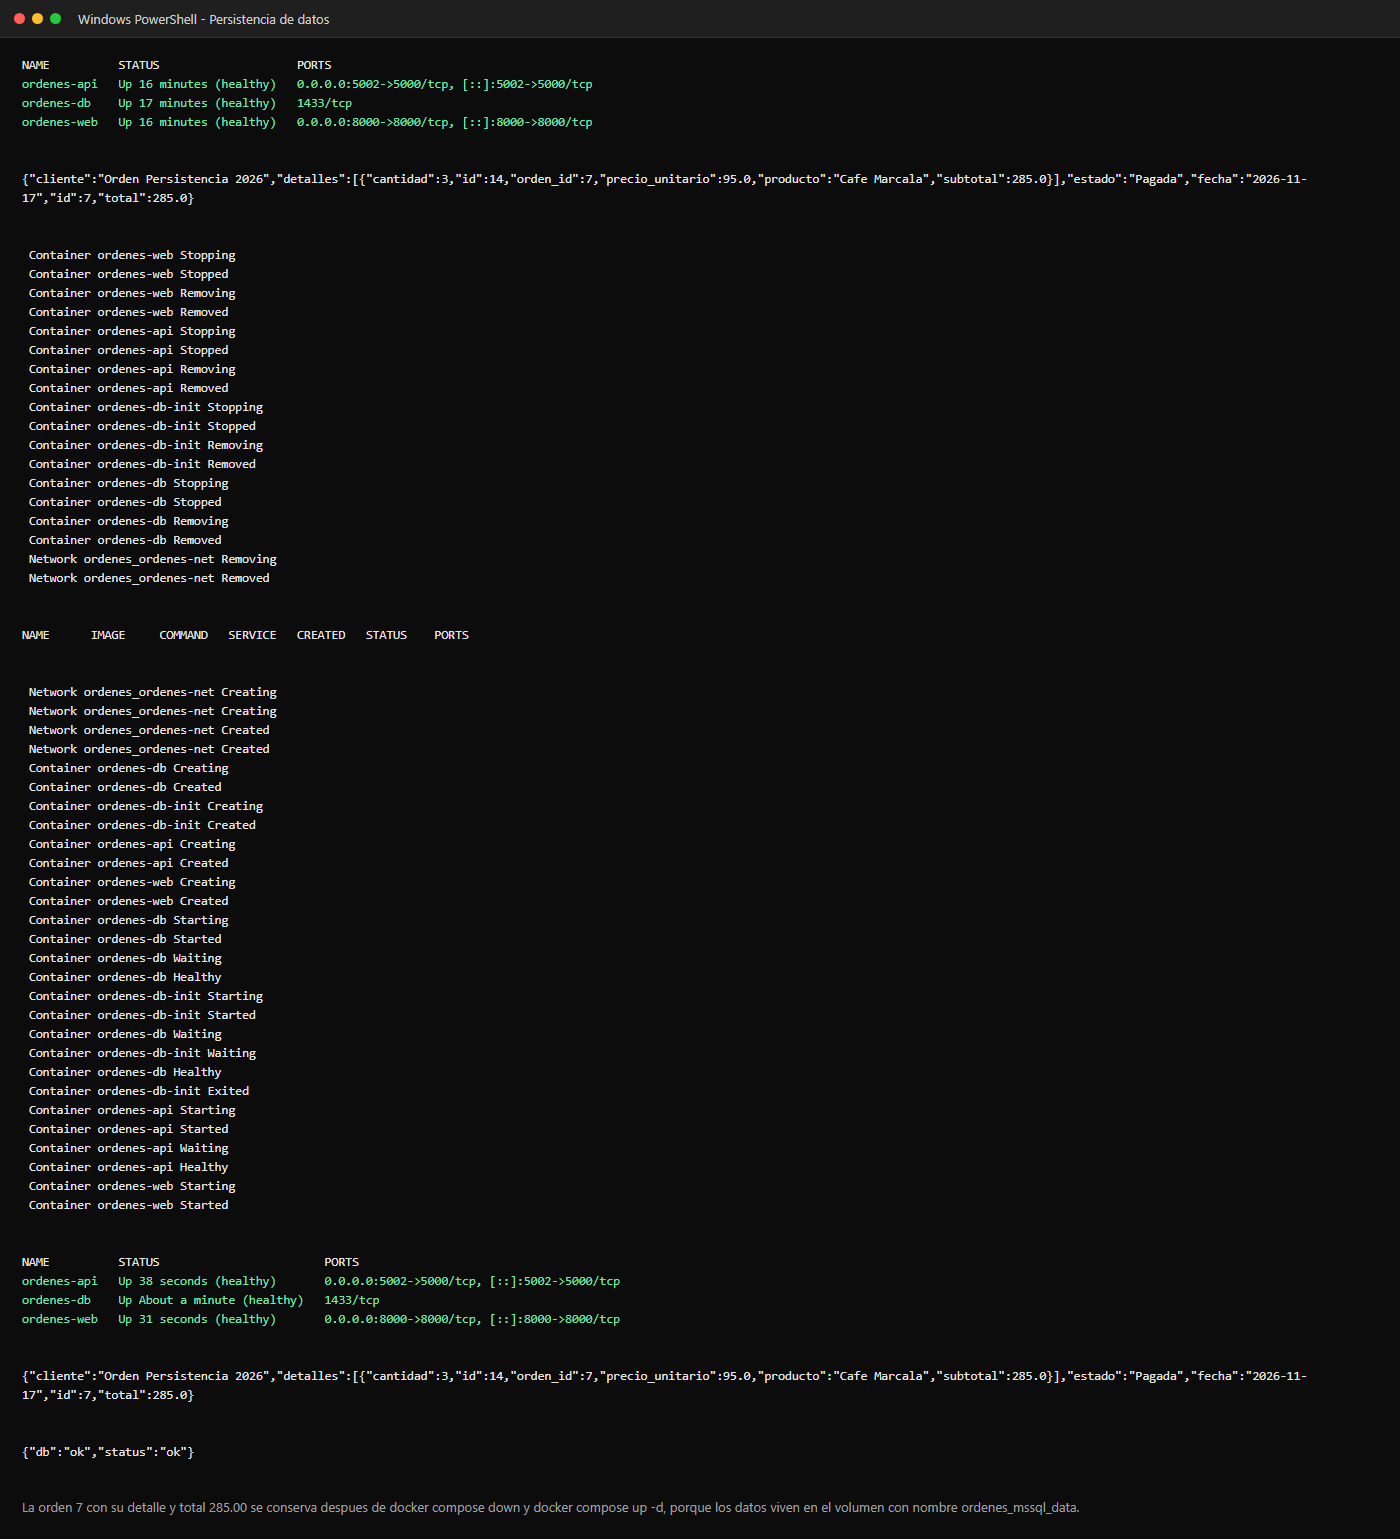 Windows PowerShell - Persistencia de datos
NAME STATUS PORTS
ordenes-api Up 16 minutes (healthy) 0.0.0.0:5002->5000/tcp, [::]:5002->5000/tcp
ordenes-db Up 17 minutes (healthy) 1433/tcp
ordenes-web Up 16 minutes (healthy) 0.0.0.0:8000->8000/tcp, [::]:8000->8000/tcp
{"cliente":"Orden Persistencia 2026","detalles":[{"cantidad":3,"id":14,"orden_id":7,"precio_unitario":95.0,"producto":"Cafe Marcala","subtotal":285.0}],"estado":"Pagada","fecha":"2026-11-
17","id":7,"total":285.0}
Container ordenes-web Stopping
Container ordenes-web Stopped
Container ordenes-web Removing
Container ordenes-web Removed
Container ordenes-api Stopping
Container ordenes-api Stopped
Container ordenes-api Removing
Container ordenes-api Removed
Container ordenes-db-init Stopping
Container ordenes-db-init Stopped
Container ordenes-db-init Removing
Container ordenes-db-init Removed
Container ordenes-db Stopping
Container ordenes-db Stopped
Container ordenes-db Removing
Container ordenes-db Removed
Network ordenes_ordenes-net Removing
Network ordenes_ordenes-net Removed
NAME IMAGE COMMAND SERVICE CREATED STATUS PORTS
Network ordenes_ordenes-net Creating
Network ordenes_ordenes-net Creating
Network ordenes_ordenes-net Created
Network ordenes_ordenes-net Created
Container ordenes-db Creating
Container ordenes-db Created
Container ordenes-db-init Creating
Container ordenes-db-init Created
Container ordenes-api Creating
Container ordenes-api Created
Container ordenes-web Creating
Container ordenes-web Created
Container ordenes-db Starting
Container ordenes-db Started
Container ordenes-db Waiting
Container ordenes-db Healthy
Container ordenes-db-init Starting
Container ordenes-db-init Started
Container ordenes-db Waiting
Container ordenes-db-init Waiting
Container ordenes-db Healthy
Container ordenes-db-init Exited
Container ordenes-api Starting
Container ordenes-api Started
Container ordenes-api Waiting
Container ordenes-api Healthy
Container ordenes-web Starting
Container ordenes-web Started
NAME STATUS PORTS
ordenes-api Up 38 seconds (healthy) 0.0.0.0:5002->5000/tcp, [::]:5002->5000/tcp
ordenes-db Up About a minute (healthy) 1433/tcp
ordenes-web Up 31 seconds (healthy) 0.0.0.0:8000->8000/tcp, [::]:8000->8000/tcp
{"cliente":"Orden Persistencia 2026","detalles":[{"cantidad":3,"id":14,"orden_id":7,"precio_unitario":95.0,"producto":"Cafe Marcala","subtotal":285.0}],"estado":"Pagada","fecha":"2026-11-
17","id":7,"total":285.0}
{"db":"ok","status":"ok"}
La orden 7 con su detalle y total 285.00 se conserva despues de docker compose down y docker compose up -d, porque los datos viven en el volumen con nombre ordenes_mssql_data.